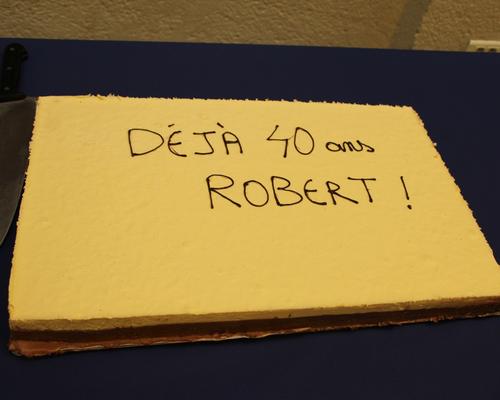 DÉJÀ 40 ans
ROBERT !